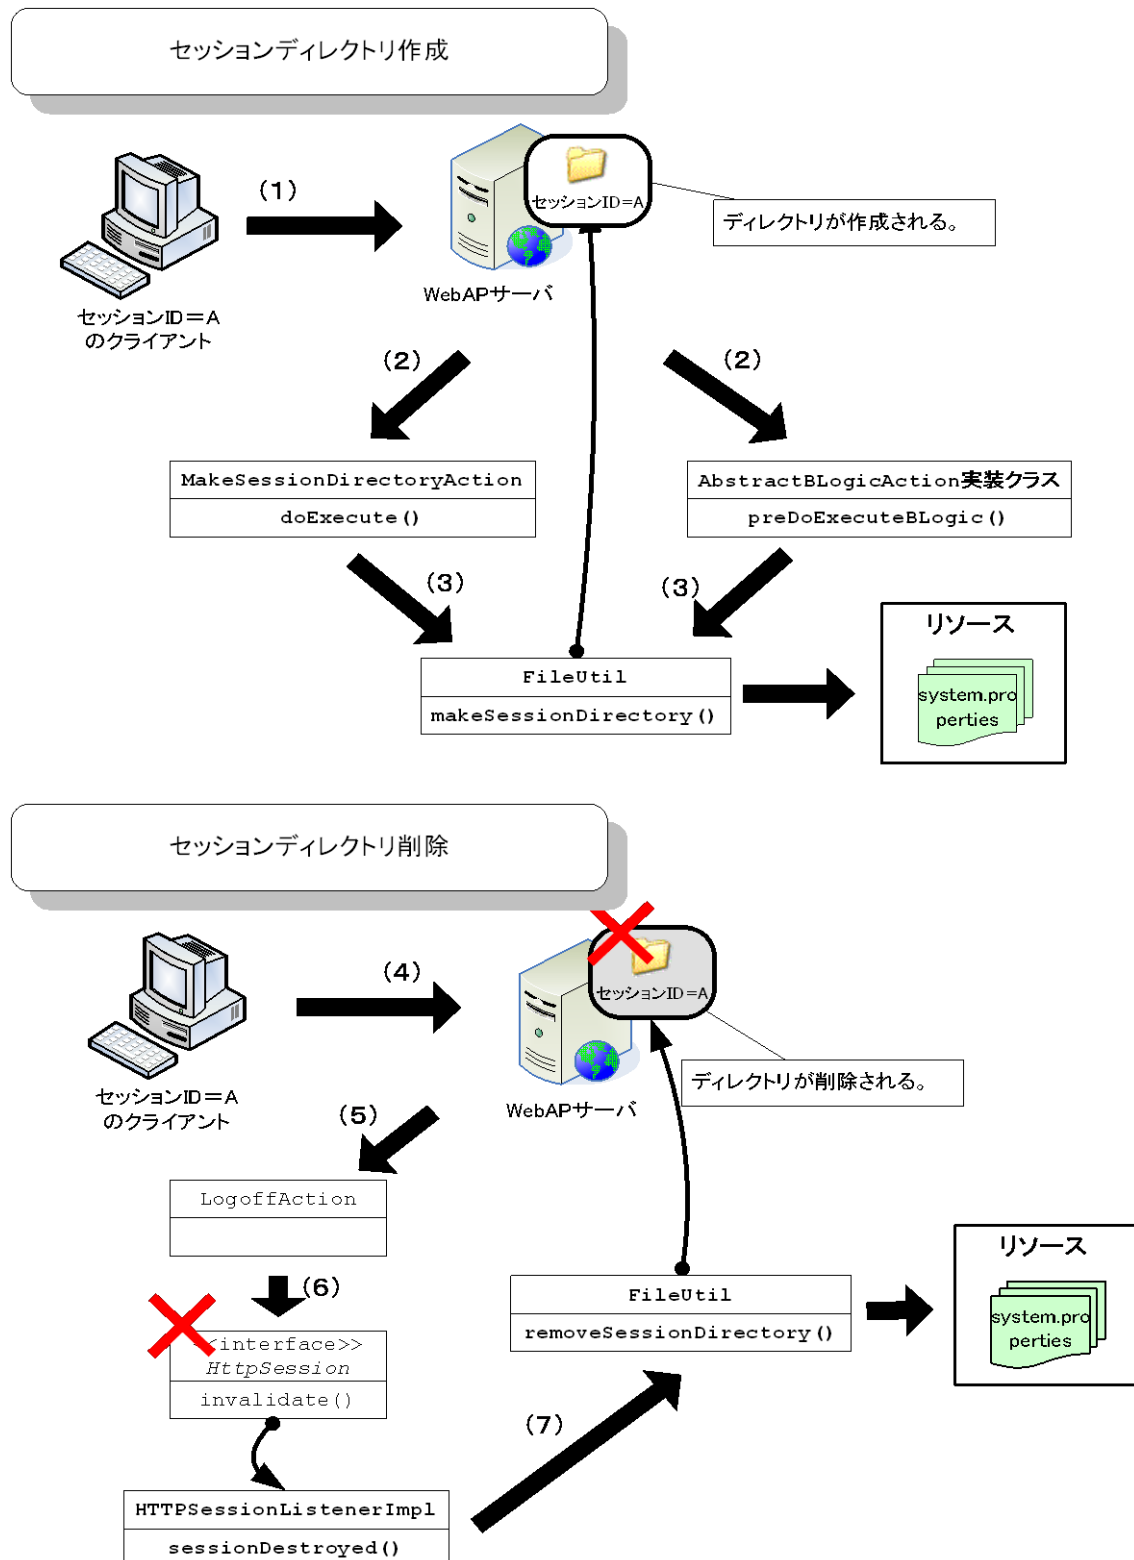 セッションディレクトリ作成
(1)
セッションID=A
ディレクトリが作成される。
WebAPサーバ
セッションID=A
のクライアント
(2)
(2)
MakeSessionDirectoryAction
doExecute()
AbstractBLogicAction実装クラス
preDoExecuteBLogic()
(3)
(3)
リソース
FileUtil
makeSessionDirectory()
system.pro
perties
セッションディレクトリ削除
(4)
セッションID=A
ディレクトリが削除される。
セッションID=A
のクライアント
WebAPサーバ
(5)
LogoffAction
リソース
(6)
FileUtil
removeSessionDirectory()
system.pro
perties
<<interface>>
HttpSession
invalidate()
(7)
HTTPSessionListenerImpl
sessionDestroyed()